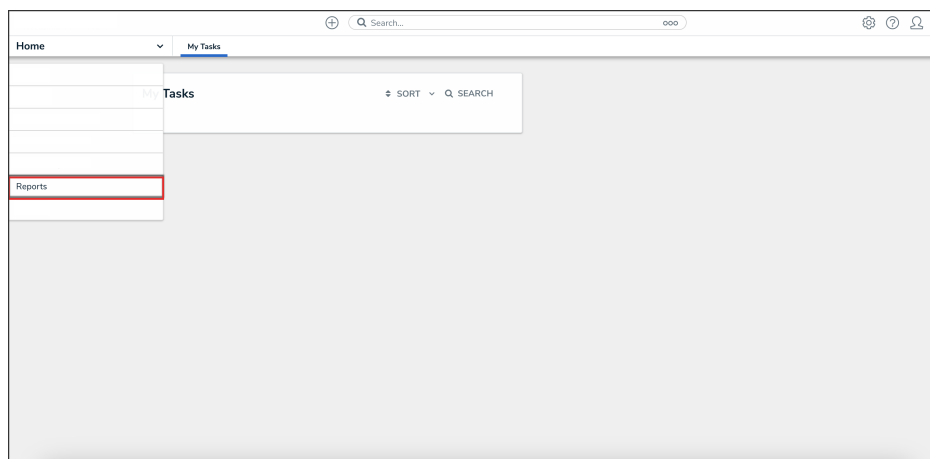 Search...
Home
My Tasks
My Tasks
SORT
SEARCH
Reports